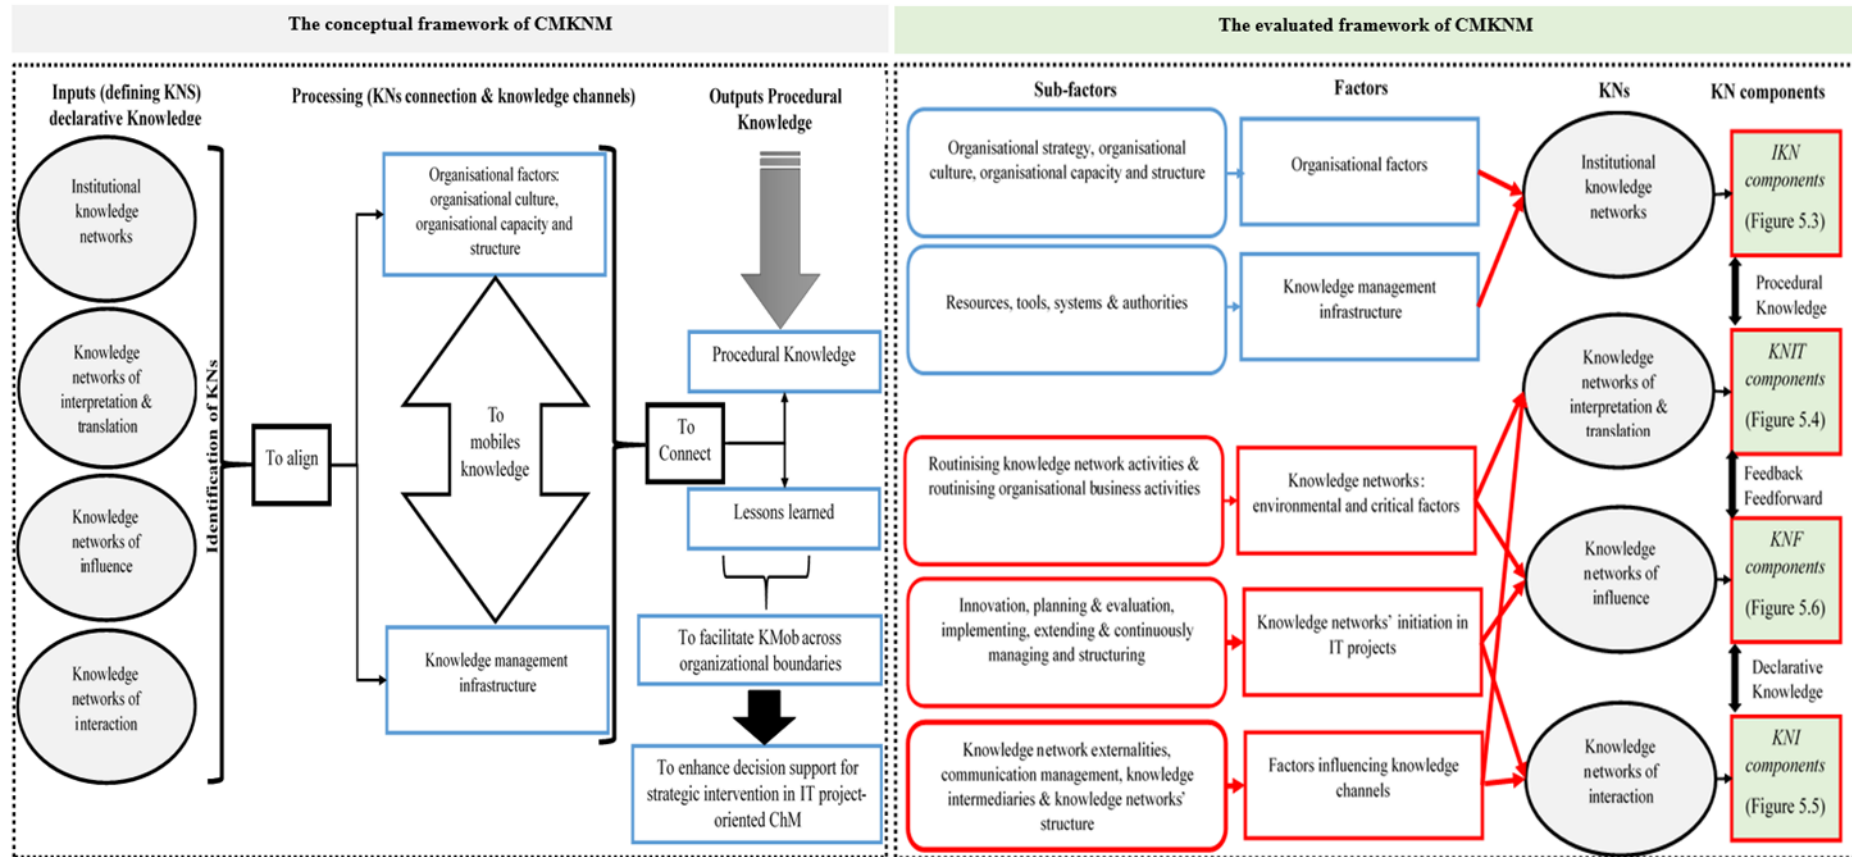 The conceptual framework of CMKNM
Inputs (defining KNS)
declarative Knowledge
Processing (KNs connection & knowledge channels)
Outputs Procedural
Knowledge
Institutional
knowledge
networks
Knowledge
networks of
interpretation &
translation
Knowledge
networks of
influence
Knowledge
networks of
interaction
Identification of KNs
To align
Organisational factors:
organisational culture,
organisational capacity and
structure
To
mobiles
knowledge
Knowledge management
infrastructure
To
Connect
Procedural Knowledge
Lessons learned
To facilitate KMob across
organizational boundaries
To enhance decision support for
strategic intervention in IT project-
oriented ChM
The evaluated framework of CMKNM
Sub-factors
Factors
KNs
KN components
Organisational strategy, organisational
culture, organisational capacity and structure
Organisational factors
Resources, tools, systems & authorities
Knowledge management
infrastructure
Routinising knowledge network activities &
routinising organisational business activities
Knowledge networks:
environmental and critical factors
Innovation, planning & evaluation,
implementing, extending & continuously
managing and structuring
Knowledge networks' initiation in
IT projects
Knowledge network externalities,
communication management, knowledge
intermediaries & knowledge networks'
structure
Factors influencing knowledge
channels
Institutional
knowledge
networks
Knowledge
networks of
interpretation &
translation
Knowledge
networks of
influence
Knowledge
networks of
interaction
IKN
components
(Figure 5.3)
Procedural
Knowledge
KNIT
components
(Figure 5.4)
Feedback
Feedforward
KNF
components
(Figure 5.6)
Declarative
Knowledge
KNI
components
(Figure 5.5)